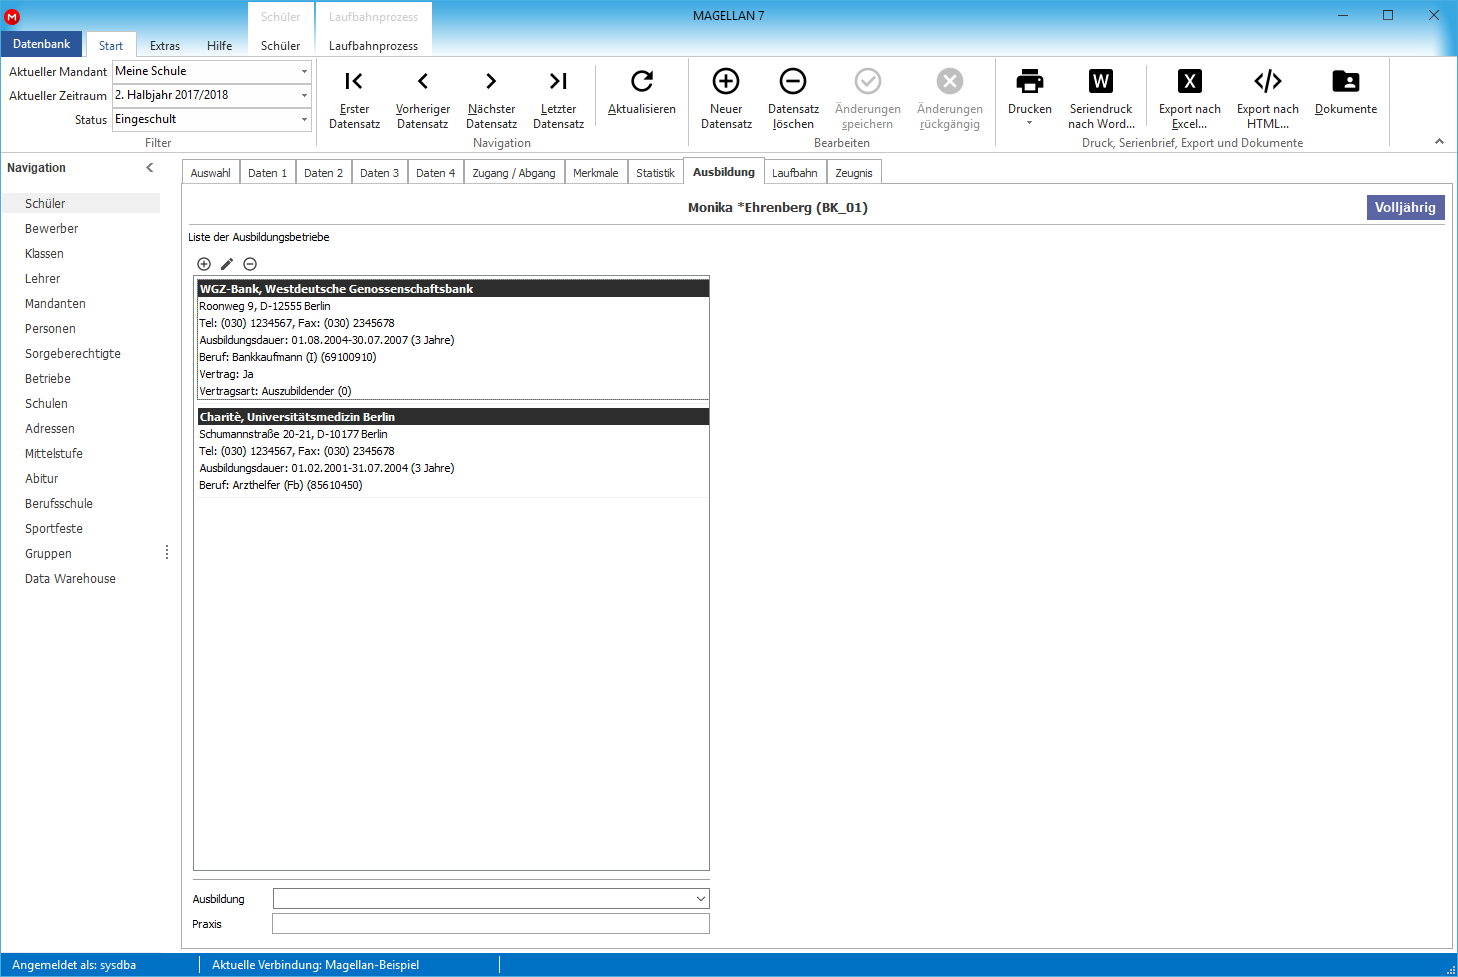 M
MAGELLAN 7
Schüler
Laufbahnprozess
Datenbank
Start
Extras
Hilfe
Schüler
Laufbahnprozess
Aktueller Mandant
Meine Schule
Aktueller Zeitraum
2. Halbjahr 2017/2018
Status
Eingeschult
Filter
Erster
Datensatz
Vorheriger
Datensatz
Nächster
Datensatz
Letzter
Datensatz
Aktualisieren
Navigation
Neuer
Datensatz
Datensatz
löschen
Änderungen
speichern
Änderungen
rückgängig
Bearbeiten
Drucken
W
Seriendruck
nach Word...
X
Export nach
Excel...
Export nach
HTML...
Dokumente
Druck, Serienbrief, Export und Dokumente
Navigation
Schüler
Bewerber
Klassen
Lehrer
Mandanten
Personen
Sorgeberechtigte
Betriebe
Schulen
Adressen
Mittelstufe
Abitur
Berufsschule
Sportfeste
Gruppen
Data Warehouse
Auswahl
Daten 1
Daten 2
Daten 3
Daten 4
Zugang / Abgang
Merkmale
Statistik
Ausbildung
Laufbahn
Zeugnis
Monika *Ehrenberg (BK_01)
Volljährig
Liste der Ausbildungsbetriebe
WGZ-Bank, Westdeutsche Genossenschaftsbank
Roonweg 9, D-12555 Berlin
Tel: (030) 1234567, Fax: (030) 2345678
Ausbildungsdauer: 01.08.2004-30.07.2007 (3 Jahre)
Beruf: Bankkaufmann (I) (69100910)
Vertrag: Ja
Vertragsart: Auszubildender (0)
Charitè, Universitätsmedizin Berlin
Schumannstraße 20-21, D-10177 Berlin
Tel: (030) 1234567, Fax: (030) 2345678
Ausbildungsdauer: 01.02.2001-31.07.2004 (3 Jahre)
Beruf: Arzthelfer (Fb) (85610450)
Ausbildung
Praxis
Angemeldet als: sysdba
Aktuelle Verbindung: Magellan-Beispiel